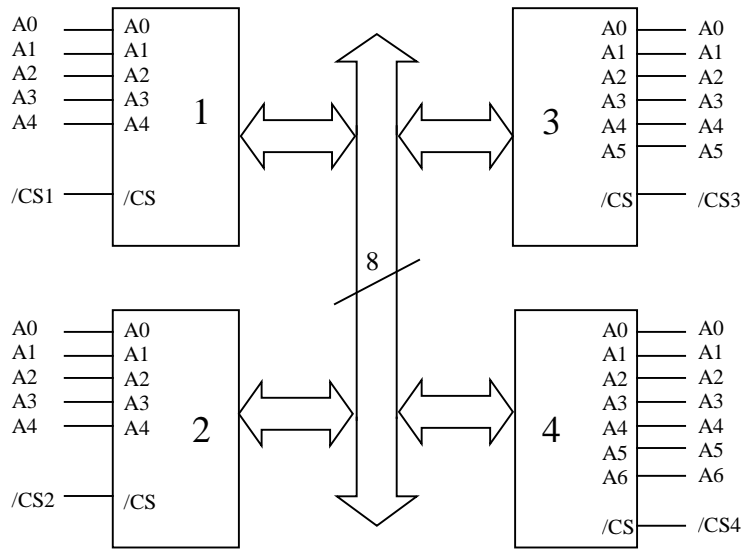 A0 A0
A1 A1
A2 A2
A3 A3
A4 A4
1
/CS1 /CS
A0 A0
A1 A1
A2 A2
A3 A3
A4 A4
A5 A5
3
/CS /CS3
8
A0 A0
A1 A1
A2 A2
A3 A3
A4 A4
2
/CS2 /CS
A0 A0
A1 A1
A2 A2
A3 A3
A4 A4
A5 A5
A6 A6
4
/CS /CS4